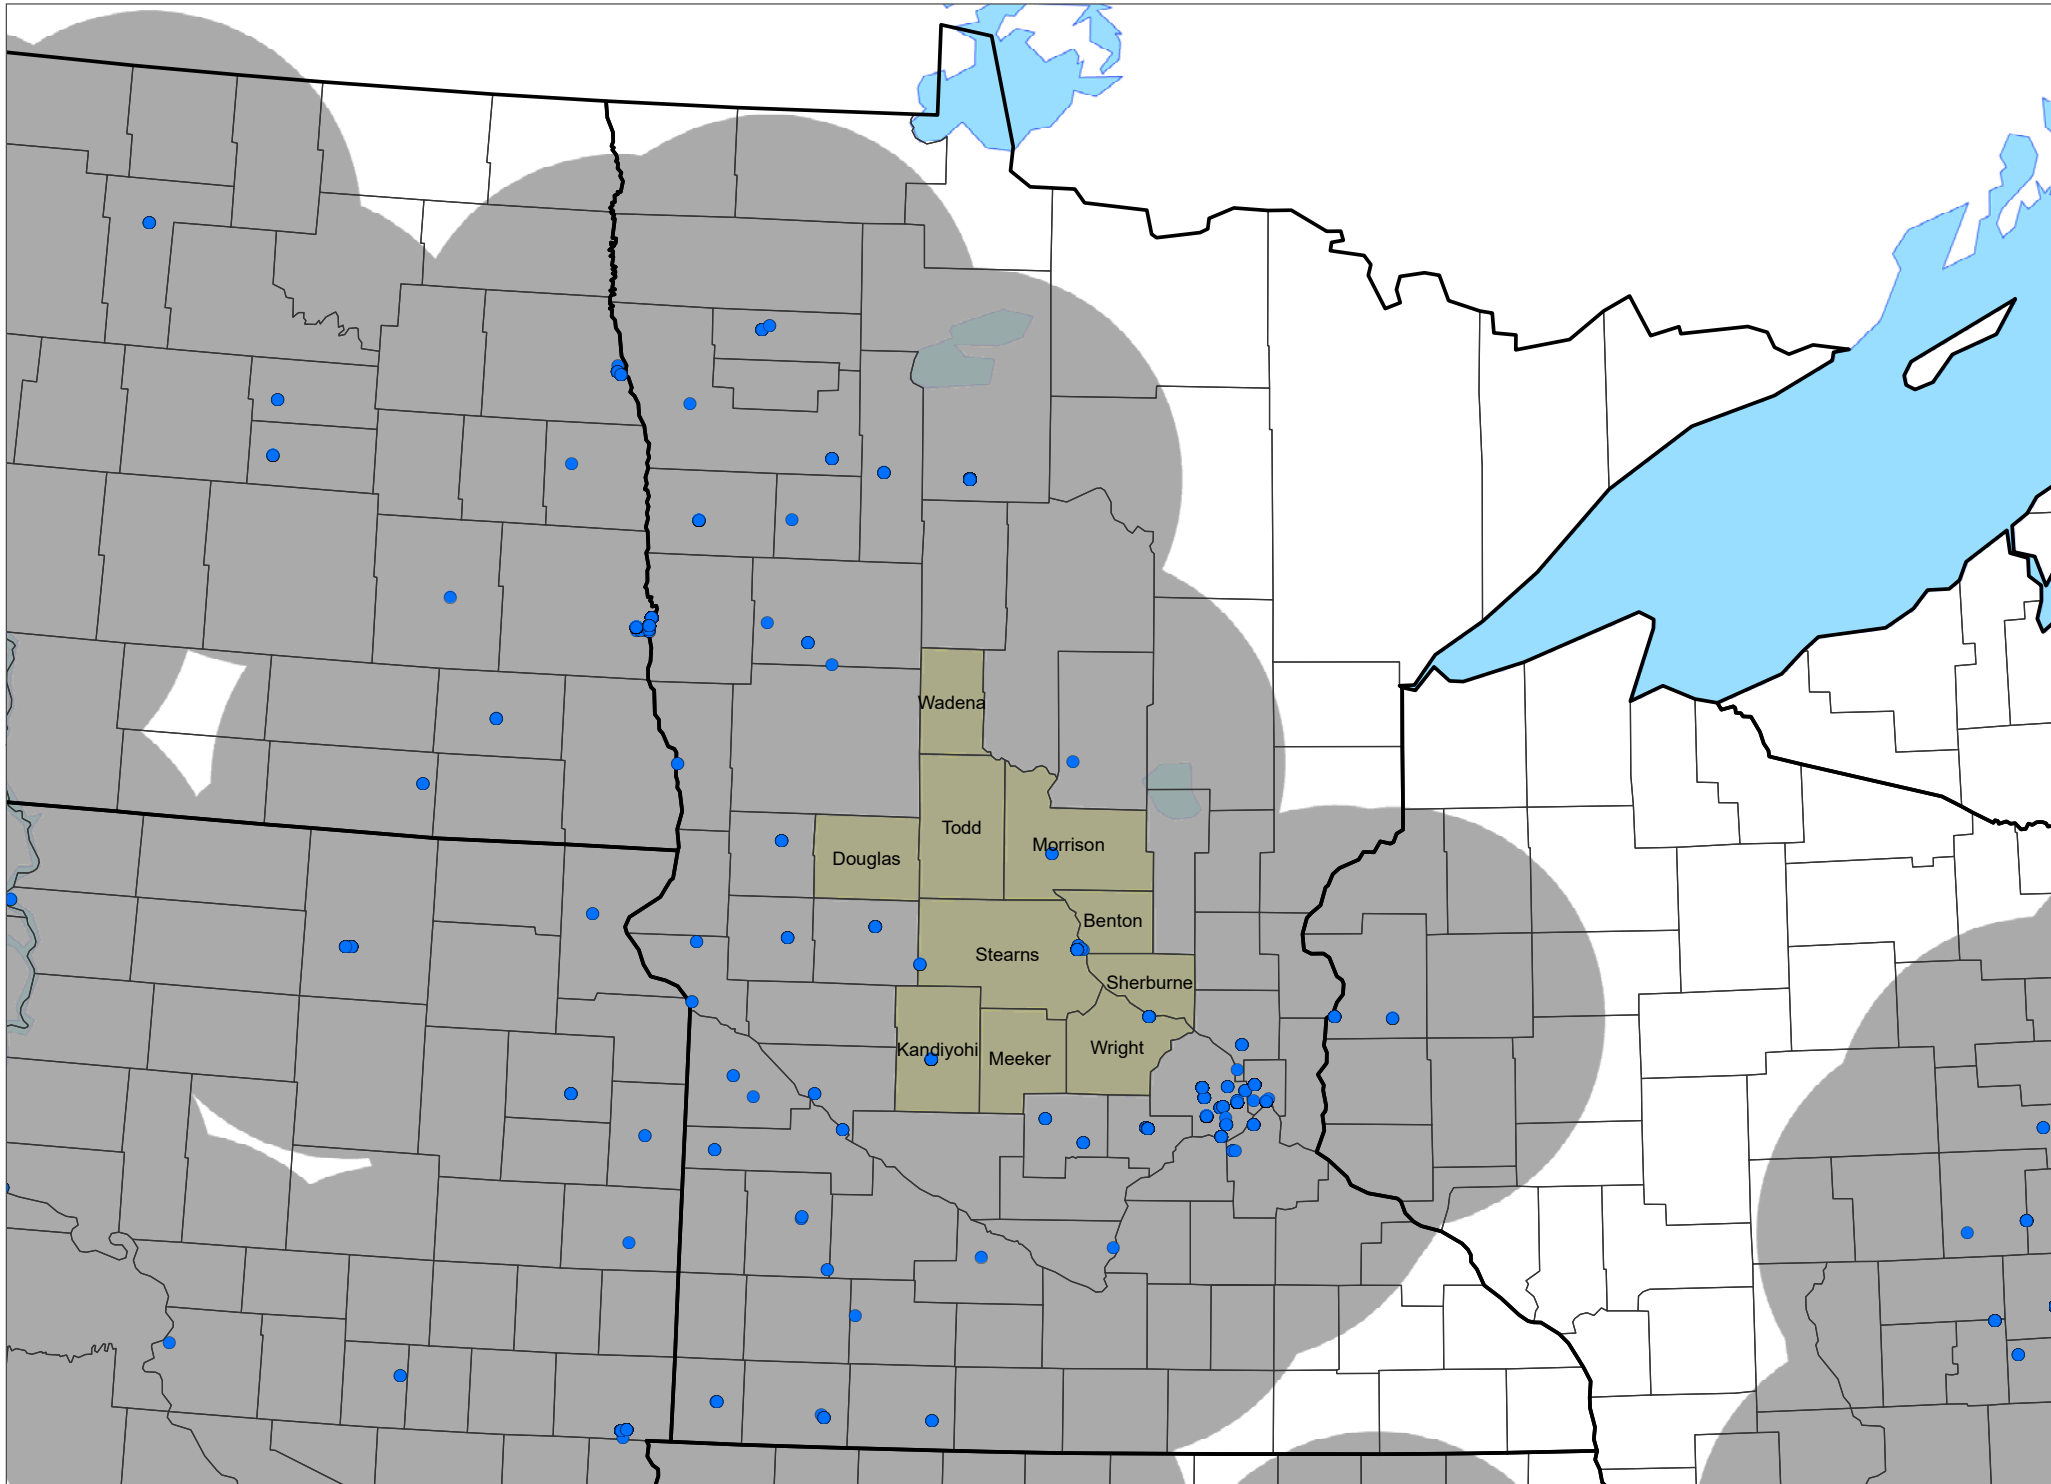 Wadena
Todd
Morrison
Douglas
Benton
Stearns
Sherburne
Kandiyohi
Meeker
Wright